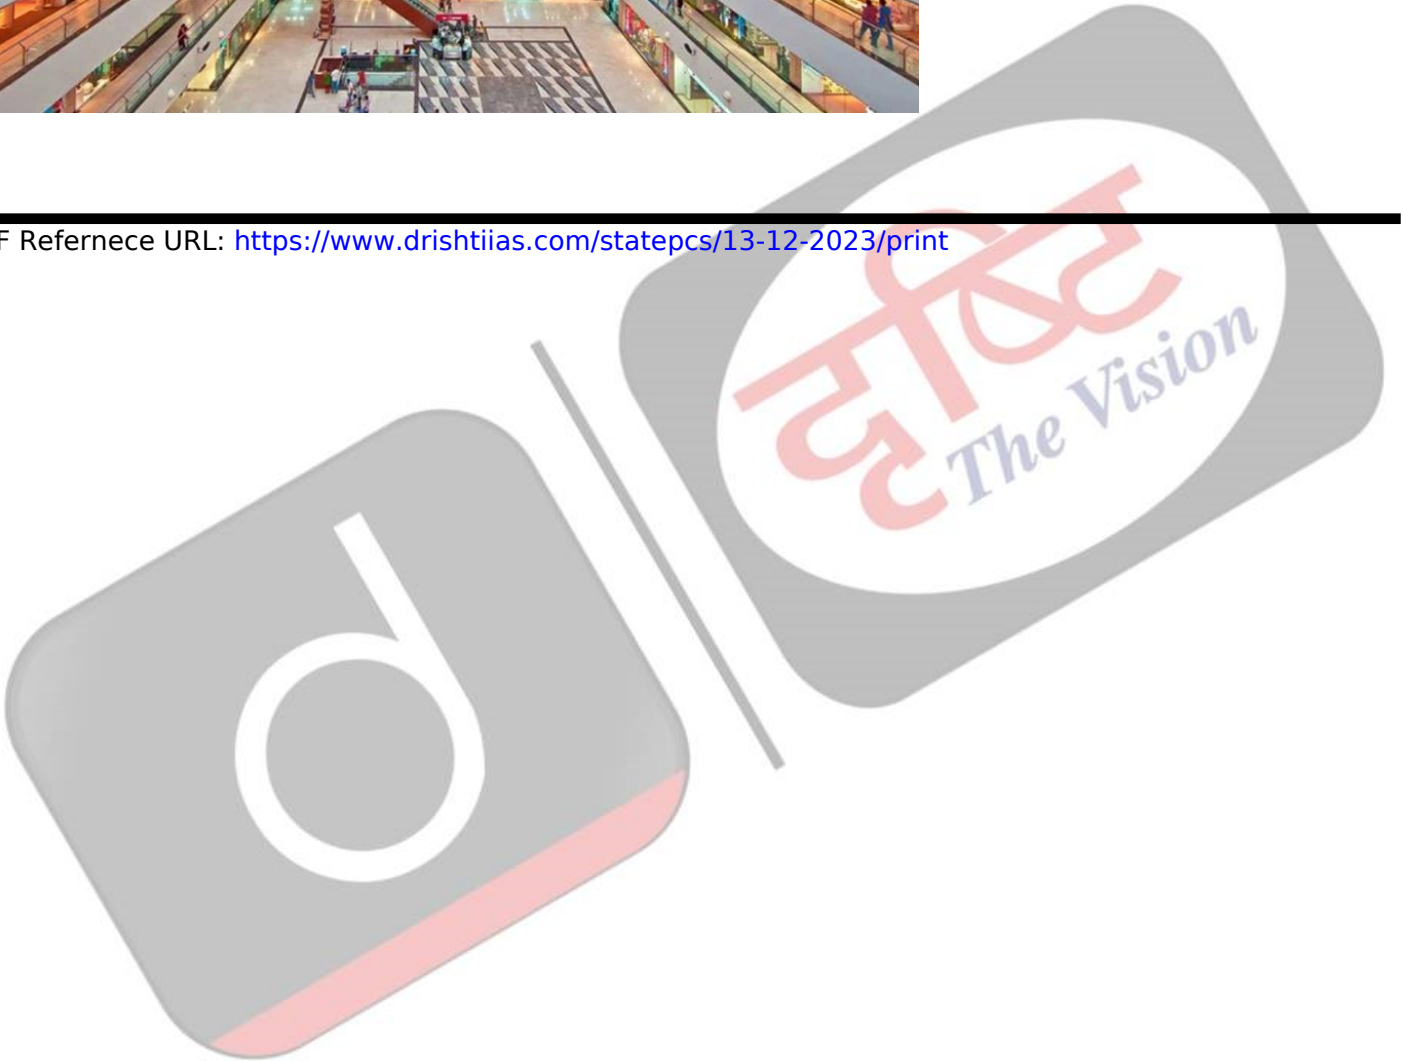 F Refernece URL: https://www.drishtiias.com/statepcs/13-12-2023/print
दृष्टि
The Vision
d